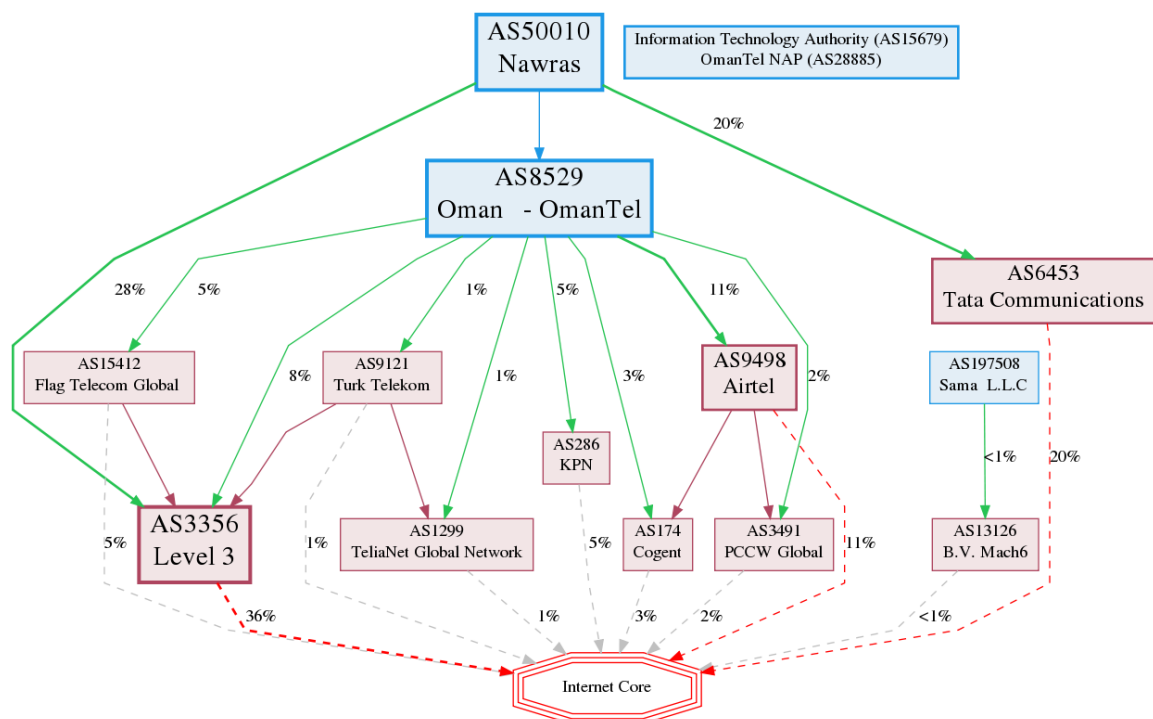 AS50010
Nawras
Information Technology Authority (AS15679)
OmanTel NAP (AS28885)
20%
AS8529
Oman - OmanTel
AS6453
Tata Communications
28%
5%
1%
5%
11%
AS15412
Flag Telecom Global
8%
AS9121
Turk Telekom
1%
3%
AS9498
Airtel
2%
AS197508
Sama L.L.C
AS286
KPN
<1%
20%
AS3356
Level 3
5%
1%
AS1299
TeliaNet Global Network
5%
AS174
Cogent
AS3491
PCCW Global
11%
AS13126
B.V. Mach6
36%
1%
3%
2%
<1%
Internet Core